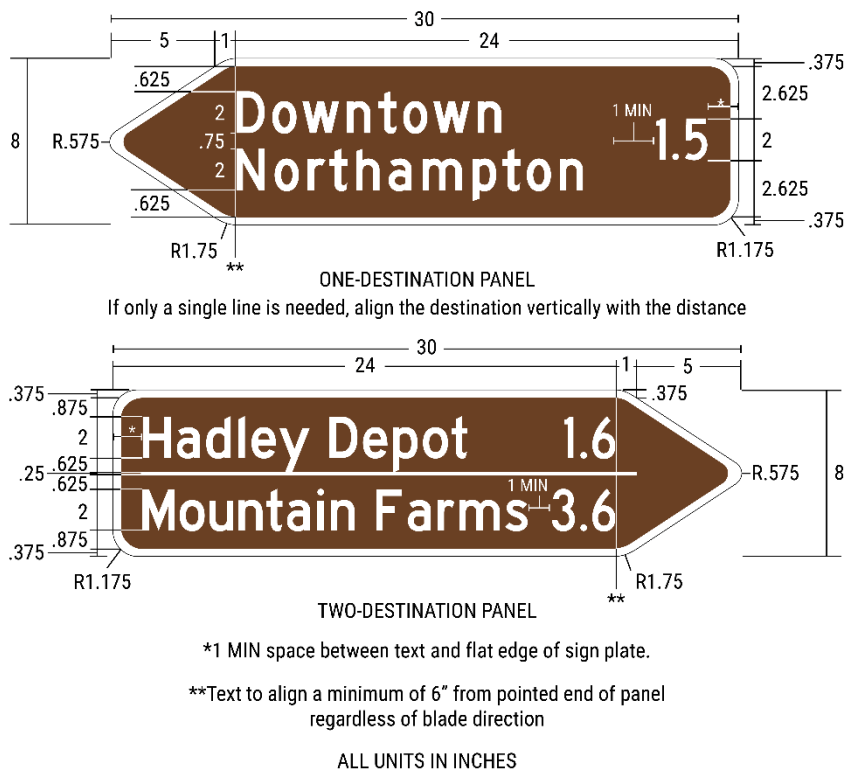 30
5 1 24
.625
.375
2.625
2
1 MIN
*
Downtown
8
R.575
.75
1.5
2
2
Northampton
2.625
.625
.375
R1.75
R1.175
**
ONE-DESTINATION PANEL
If only a single line is needed, align the destination vertically with the distance
30
24 1 5
.375
.375
.875
2
*
Hadley Depot 1.6
.625
.25
R.575
8
.625
1 MIN
2
Mountain Farms 3.6
.875
.375
R1.175
R1.75
**
TWO-DESTINATION PANEL
*1 MIN space between text and flat edge of sign plate.
**Text to align a minimum of 6” from pointed end of panel
regardless of blade direction
ALL UNITS IN INCHES